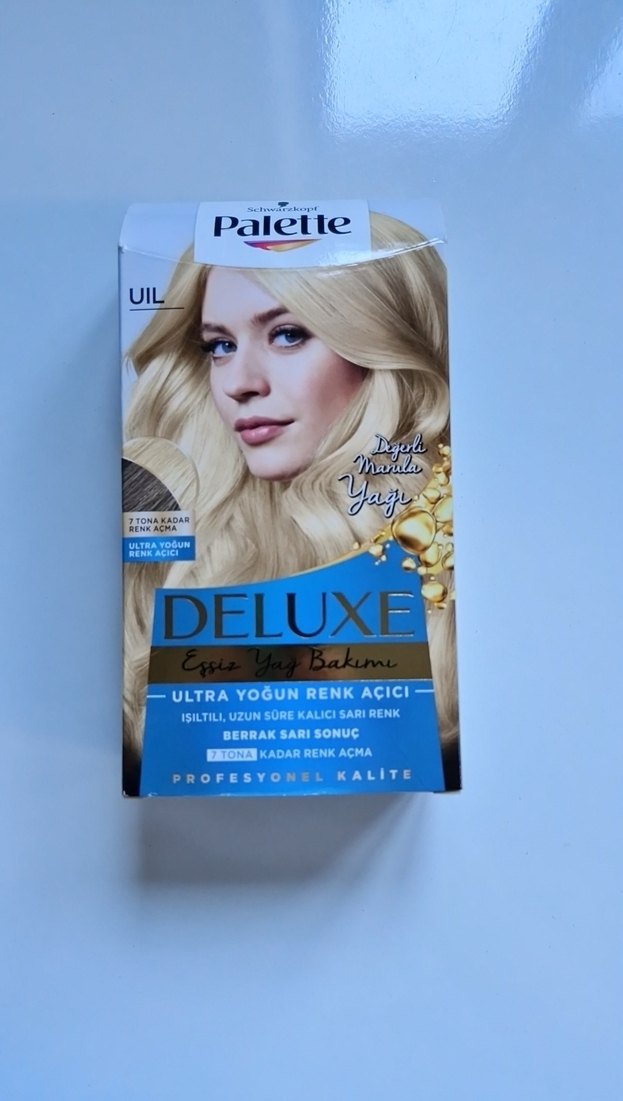 Schwarzkopf
Palette
UIL
Değerli
Marula
Yağı
7 TONA KADAR
RENK AÇMA
ULTRA YOĞUN
RENK AÇICI
DELUXE
Eşsiz Yağ Bakımı
ULTRA YOĞUN RENK AÇICI
IŞILTILI, UZUN SÜRE KALICI SARI RENK
BERRAK SARI SONUÇ
7 TONA KADAR RENK AÇMA
PROFESYONEL KALİTE